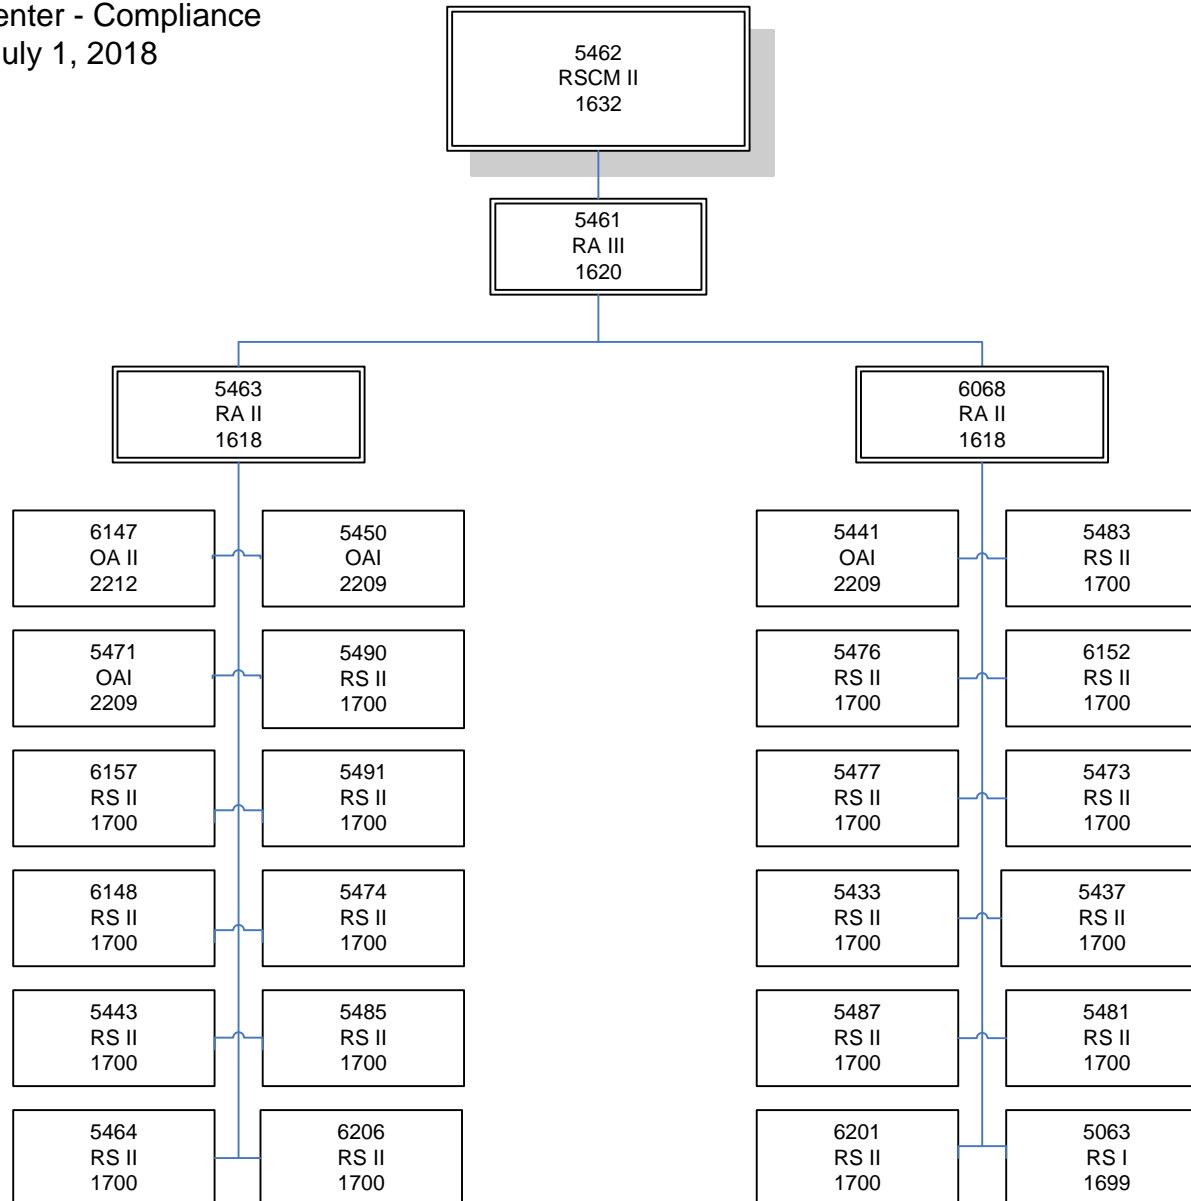 enter - Compliance
uly 1, 2018
5462
RSCM II
1632
5461
RA III
1620
5463
RA II
1618
6068
RA II
1618
6147
OA II
2212
5450
OAI
2209
5441
OAI
2209
5483
RS II
1700
5471
OAI
2209
5490
RS II
1700
5476
RS II
1700
6152
RS II
1700
6157
RS II
1700
5491
RS II
1700
5477
RS II
1700
5473
RS II
1700
6148
RS II
1700
5474
RS II
1700
5433
RS II
1700
5437
RS II
1700
5443
RS II
1700
5485
RS II
1700
5487
RS II
1700
5481
RS II
1700
5464
RS II
1700
6206
RS II
1700
6201
RS II
1700
5063
RS I
1699